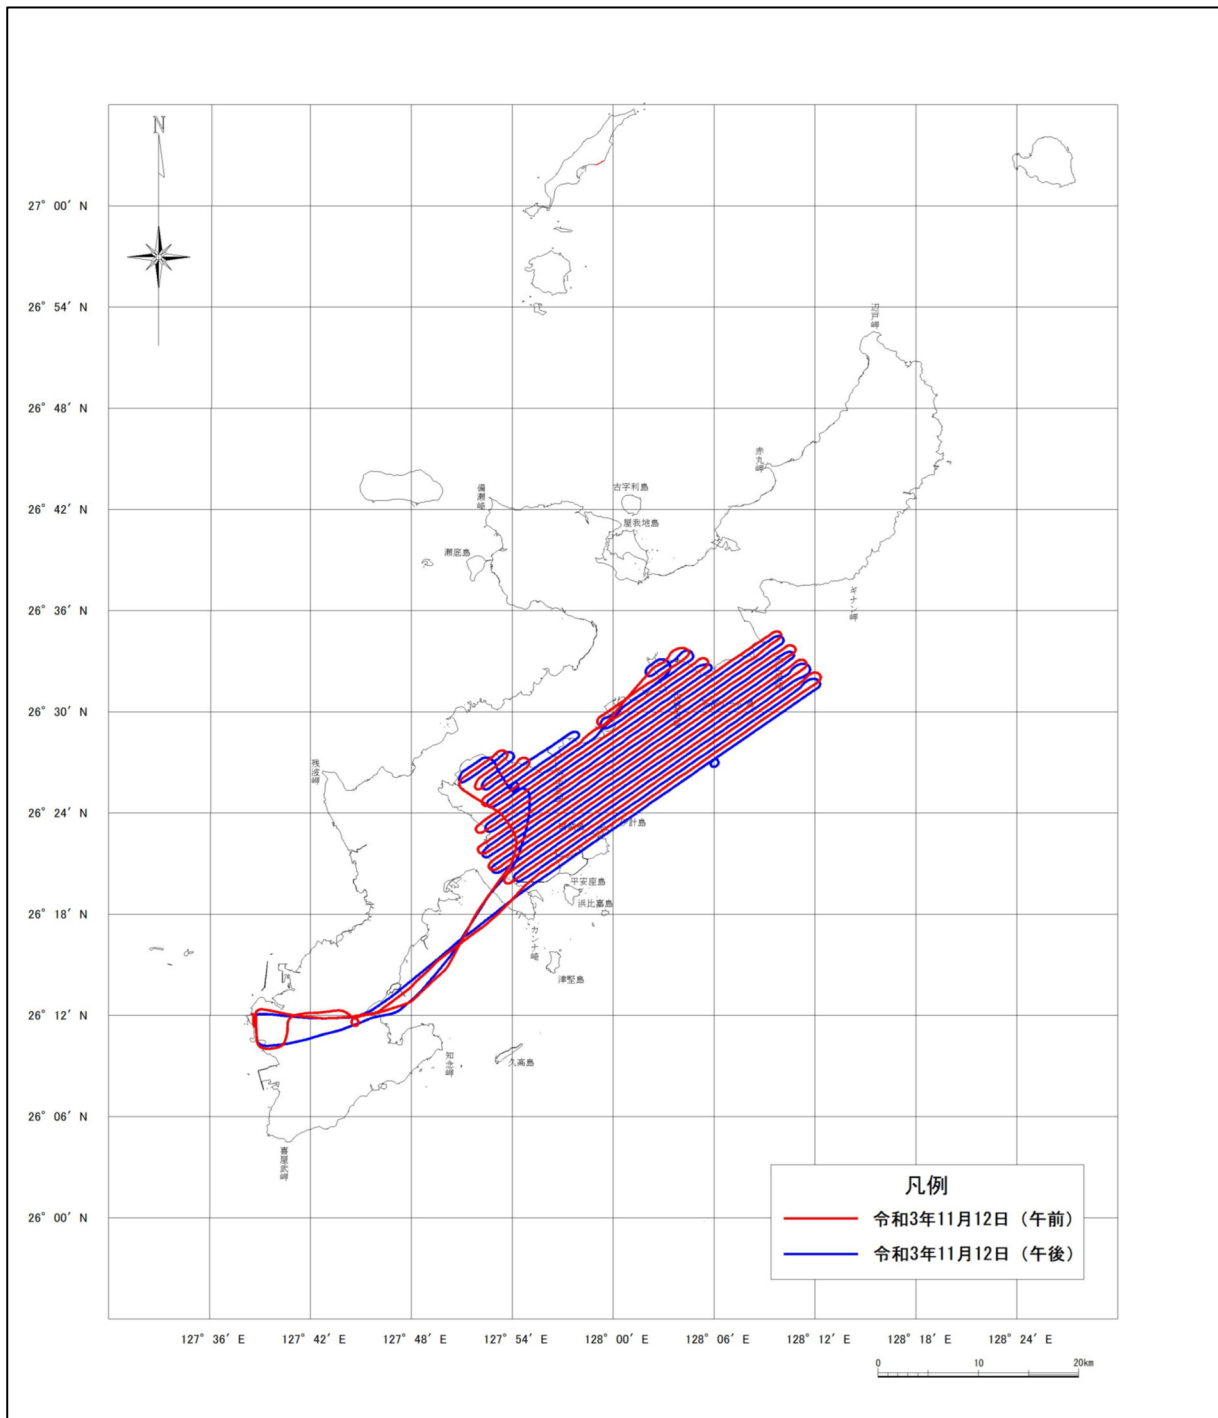 N
27° 00′ N
26° 54′ N
辺戸岬
26° 48′ N
赤丸岬
備瀬崎
古宇利島
26° 42′ N
屋我地島
瀬底島
26° 36′ N
ギナン岬
26° 30′ N
残波岬
26° 24′ N
計島
平安座島
26° 18′ N
浜比嘉島
カンナ崎
津堅島
26° 12′ N
知念岬
久高島
26° 06′ N
喜屋武岬
26° 00′ N
凡例
令和3年11月12日（午前）
令和3年11月12日（午後）
127° 36′ E
127° 42′ E
127° 48′ E
127° 54′ E
128° 00′ E
128° 06′ E
128° 12′ E
128° 18′ E
128° 24′ E
0 10 20km